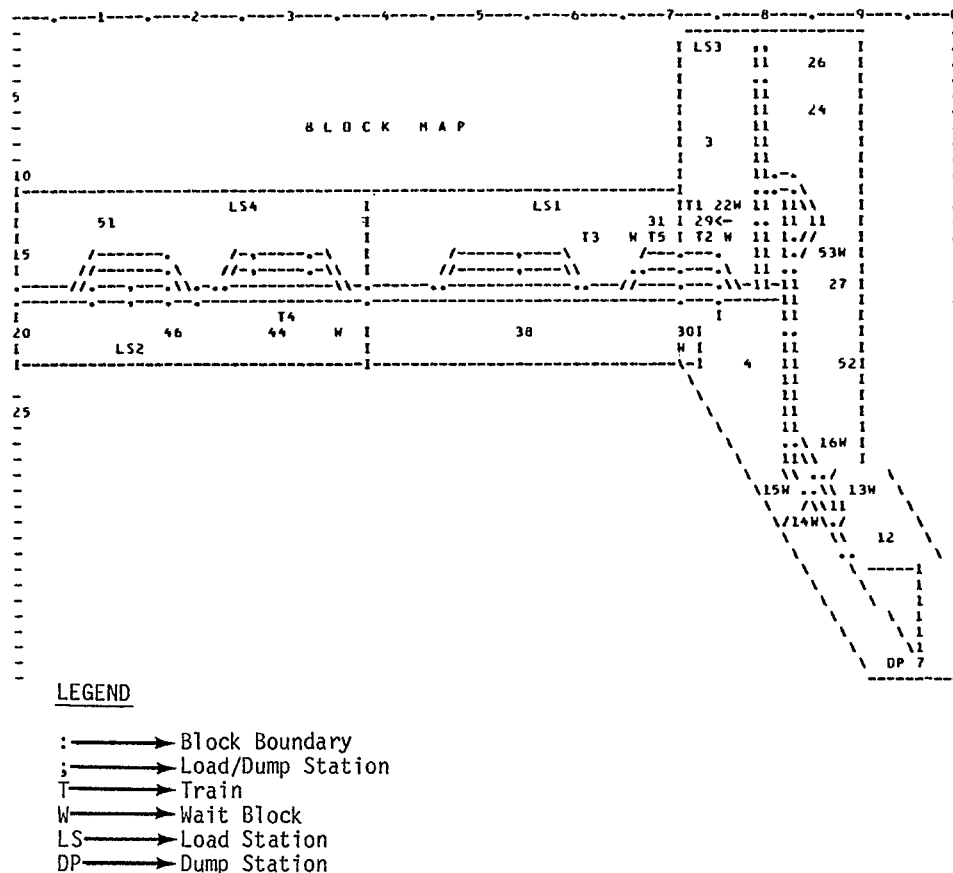 1 2 3 4 5 6 7 8 9
LS3
26
5
24
BLOCK MAP
3
10
LS4 LS1 T1 22W
51 31 29<- 11
T3 W T5 T2 W
15 53W
27
T4
20 46 44 W 38 30
LS2 W 4 52
25
16W
15W 13W
14W
12
DP 7
LEGEND
: Block Boundary
; Load/Dump Station
T Train
W Wait Block
LS Load Station
DP Dump Station